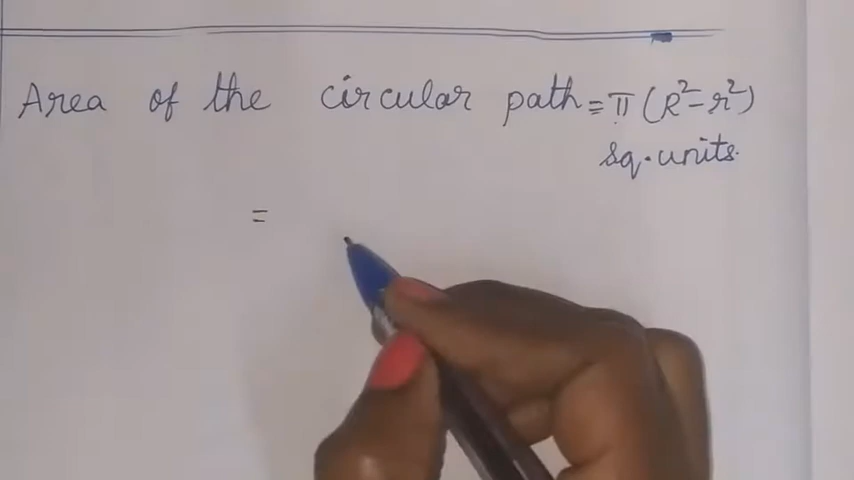 Area of the circular path = π (R² - r²)
sq. units.
=